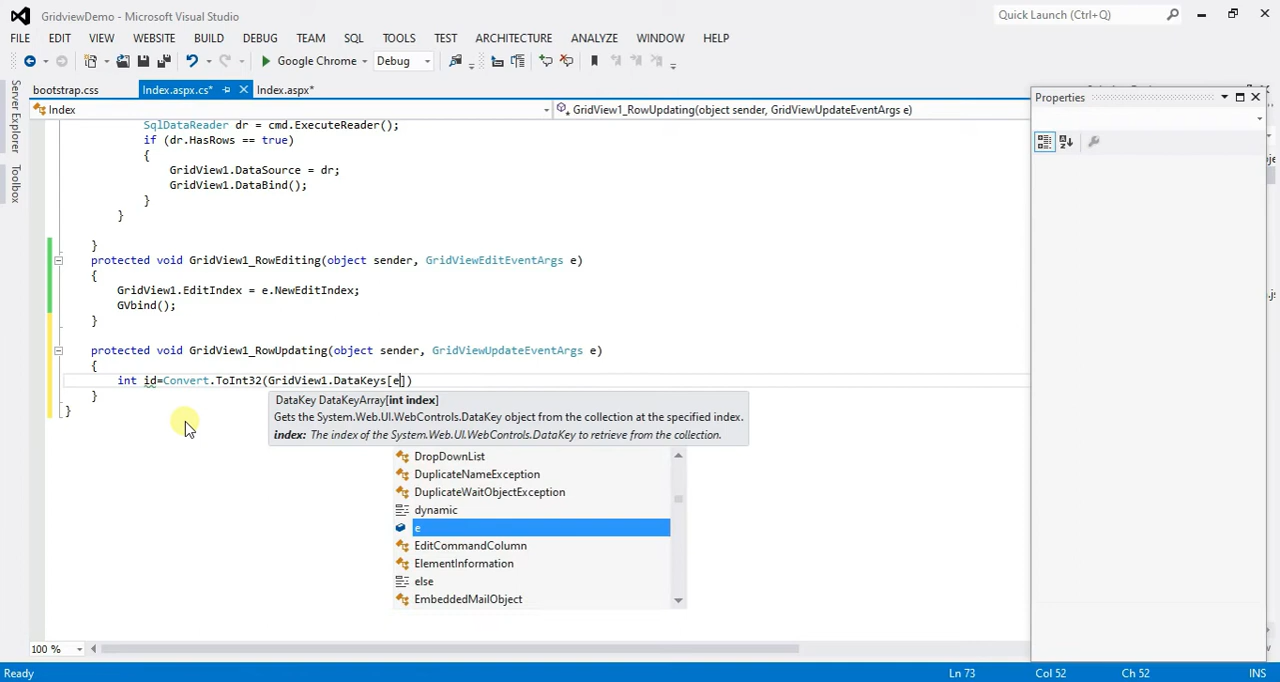 GridviewDemo - Microsoft Visual Studio
Quick Launch (Ctrl+Q)
FILE EDIT VIEW WEBSITE BUILD DEBUG TEAM SQL TOOLS TEST ARCHITECTURE ANALYZE WINDOW HELP
Google Chrome Debug
bootstrap.css Index.aspx.cs* Index.aspx*
Properties
Index
GridView1_RowUpdating(object sender, GridViewUpdateEventArgs e)
Server Explorer
Toolbox
SqlDataReader dr = cmd.ExecuteReader();
if (dr.HasRows == true)
{
GridView1.DataSource = dr;
GridView1.DataBind();
}
}
}
protected void GridView1_RowEditing(object sender, GridViewEditEventArgs e)
{
GridView1.EditIndex = e.NewEditIndex;
GVbind();
}
protected void GridView1_RowUpdating(object sender, GridViewUpdateEventArgs e)
{
int id=Convert.ToInt32(GridView1.DataKeys[e])
}
}
DataKey DataKeyArray[int index]
Gets the System.Web.UI.WebControls.DataKey object from the collection at the specified index.
index: The index of the System.Web.UI.WebControls.DataKey to retrieve from the collection.
DropDownList
DuplicateNameException
DuplicateWaitObjectException
dynamic
e
EditCommandColumn
ElementInformation
else
EmbeddedMailObject
100 %
Ready
Ln 73 Col 52 Ch 52 INS